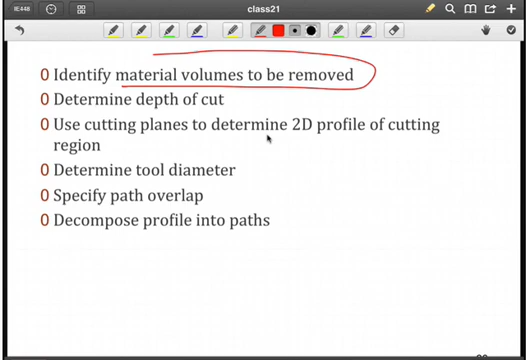 IE448
class21
0 Identify material volumes to be removed
0 Determine depth of cut
0 Use cutting planes to determine 2D profile of cutting
region
0 Determine tool diameter
0 Specify path overlap
0 Decompose profile into paths